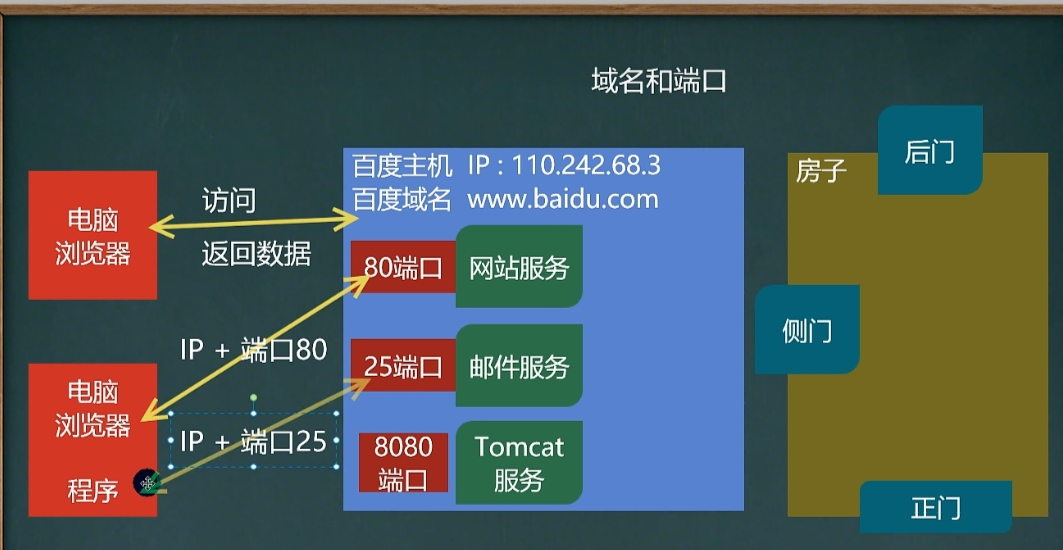 域名和端口
百度主机 IP : 110.242.68.3
百度域名 www.baidu.com
电脑
浏览器
访问
返回数据
80端口
网站服务
IP + 端口80
25端口
邮件服务
电脑
浏览器
程序
IP + 端口25
8080
端口
Tomcat
服务
房子
后门
侧门
正门